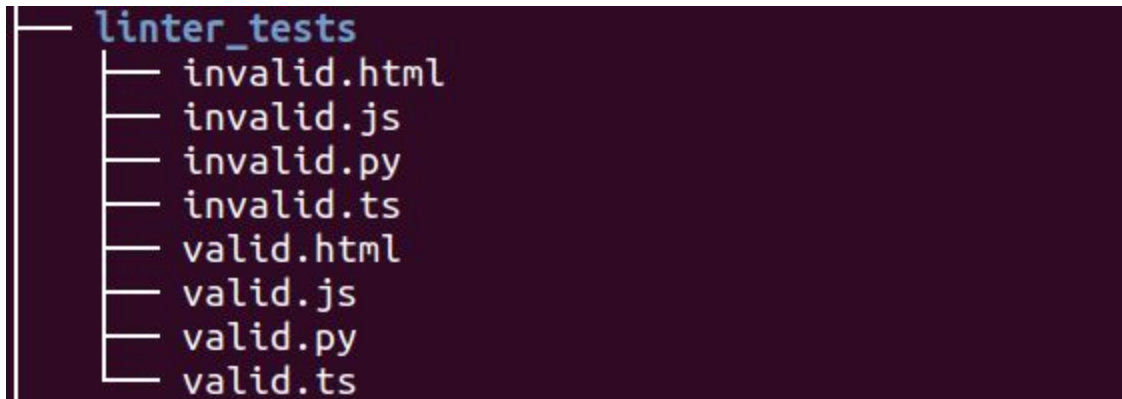 linter_tests
invalid.html
invalid.js
invalid.py
invalid.ts
valid.html
valid.js
valid.py
valid.ts